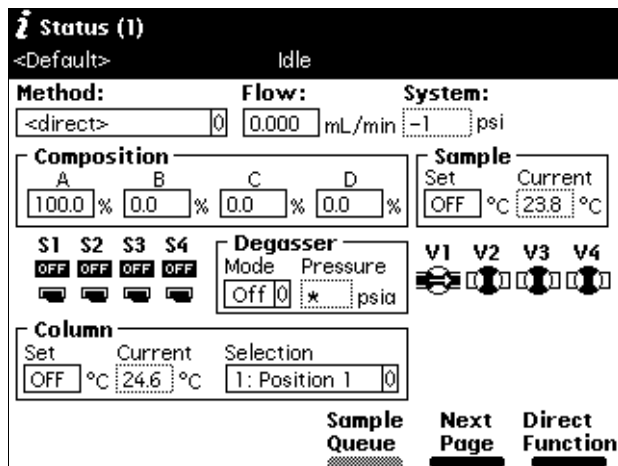 i Status (1)
<Default> Idle
Method: Flow: System:
<direct> 0 0.000 mL/min -1 psi
Composition Sample
A B C D Set Current
100.0 % 0.0 % 0.0 % 0.0 % OFF °C 23.8 °C
S1 S2 S3 S4 Degasser V1 V2 V3 V4
OFF OFF OFF OFF Mode Pressure
Off 0 * psia
Column
Set Current Selection
OFF °C 24.6 °C 1: Position 1 0
Sample Next Direct
Queue Page Function